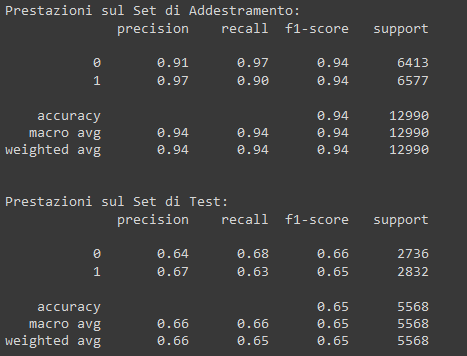 Prestazioni sul Set di Addestramento:
              precision    recall  f1-score   support

           0       0.91      0.97      0.94      6413
           1       0.97      0.90      0.94      6577

    accuracy                           0.94     12990
   macro avg       0.94      0.94      0.94     12990
weighted avg       0.94      0.94      0.94     12990

Prestazioni sul Set di Test:
              precision    recall  f1-score   support

           0       0.64      0.68      0.66      2736
           1       0.67      0.63      0.65      2832

    accuracy                           0.65      5568
   macro avg       0.66      0.66      0.65      5568
weighted avg       0.66      0.65      0.65      5568